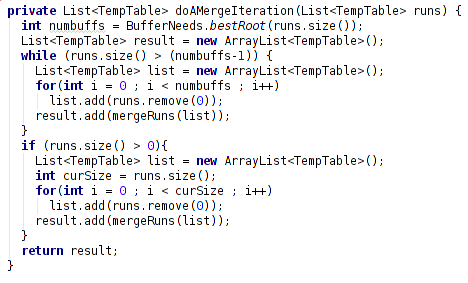 private List<TempTable> doAMergeIteration(List<TempTable> runs) {
  int numbuffs = BufferNeeds.bestRoot(runs.size());
  List<TempTable> result = new ArrayList<TempTable>();
  while (runs.size() > (numbuffs-1)) {
    List<TempTable> list = new ArrayList<TempTable>();
    for(int i = 0 ; i < numbuffs ; i++)
      list.add(runs.remove(0));
    result.add(mergeRuns(list));
  }
  if (runs.size() > 0){
    List<TempTable> list = new ArrayList<TempTable>();
    int curSize = runs.size();
    for(int i = 0 ; i < curSize ; i++)
      list.add(runs.remove(0));
    result.add(mergeRuns(list));
  }
  return result;
}